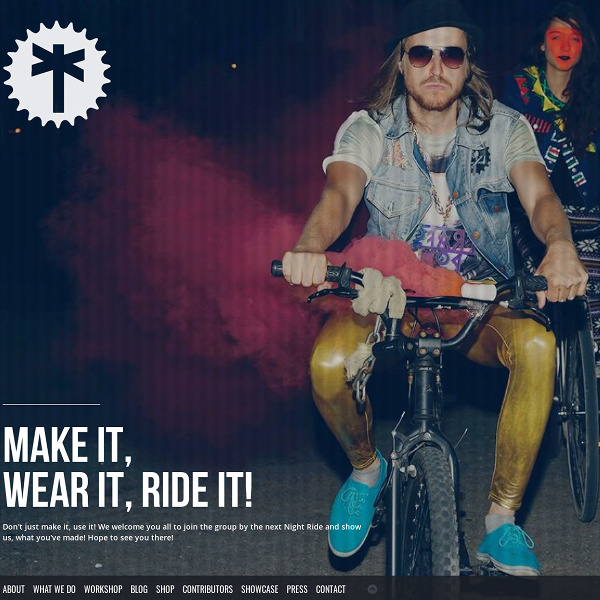 MAKE IT,
WEAR IT, RIDE IT!
Don't just make it, use it! We welcome you all to join the group by the next Night Ride and show
us, what you've made! Hope to see you there!
ABOUT WHAT WE DO WORKSHOP BLOG SHOP CONTRIBUTORS SHOWCASE PRESS CONTACT